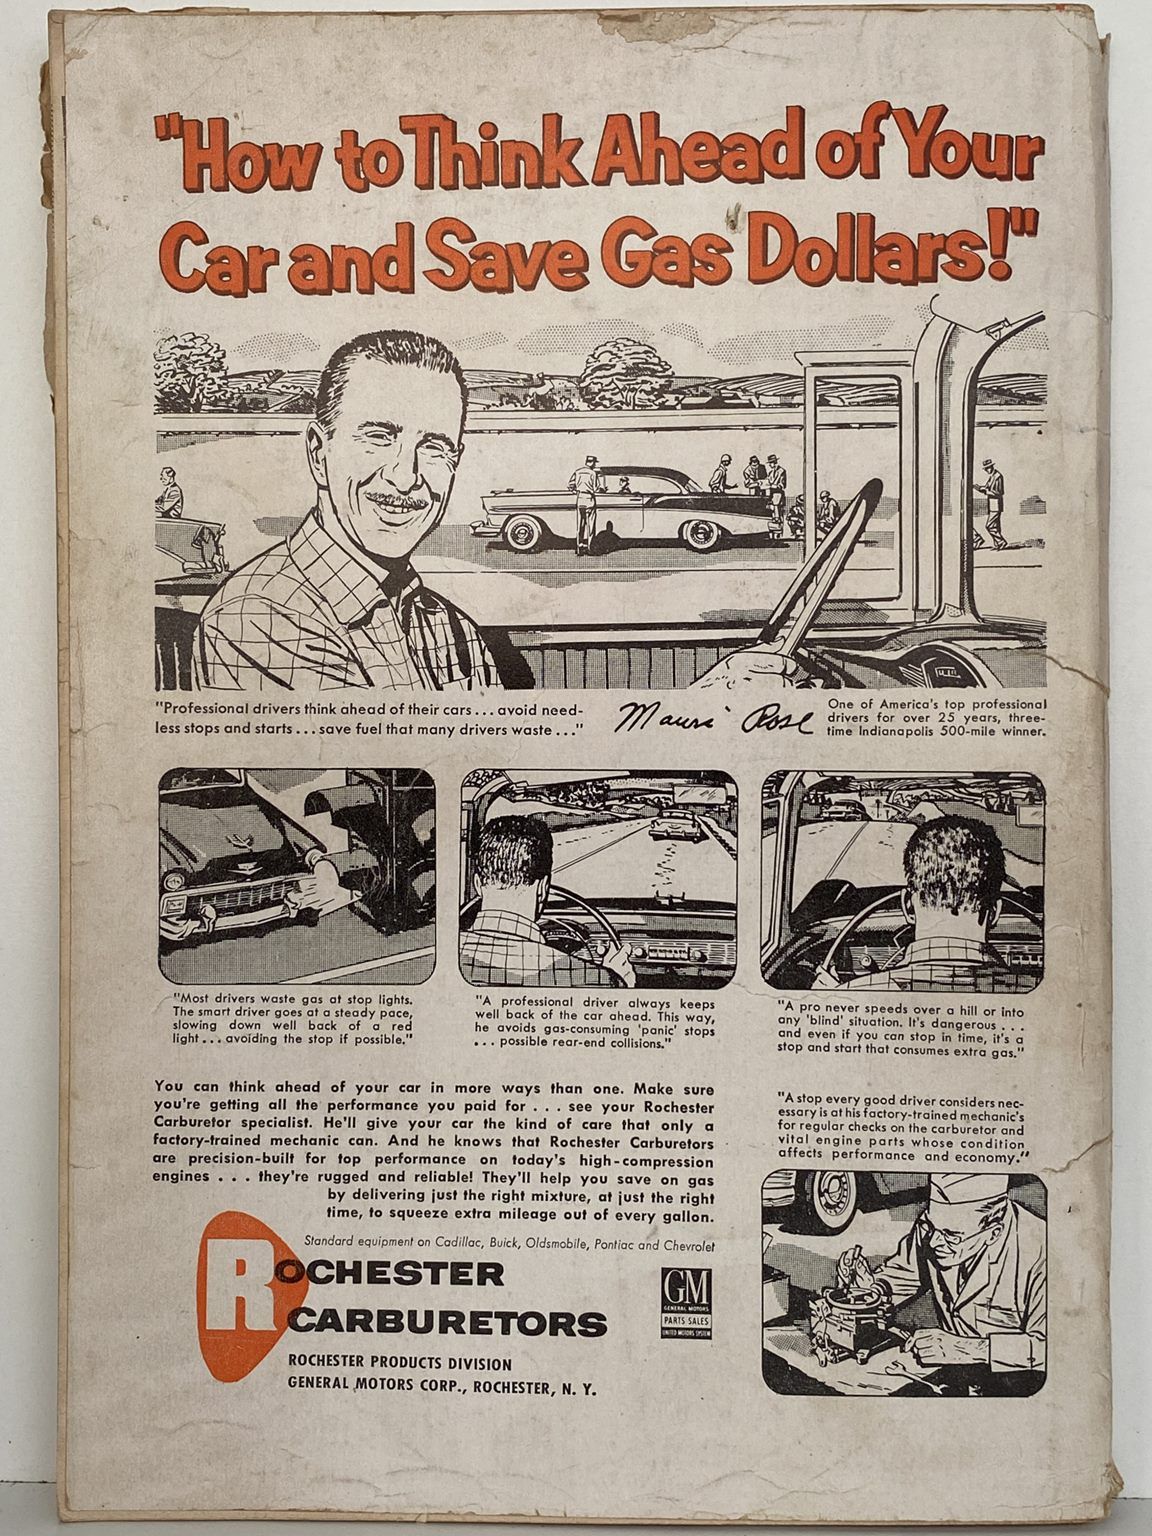 "How to Think Ahead of Your
Car and Save Gas Dollars!"
"Professional drivers think ahead of their cars ... avoid need-
less stops and starts ... save fuel that many drivers waste ..."
Mauri Rose
One of America's top professional
drivers for over 25 years, three-
time Indianapolis 500-mile winner.
"Most drivers waste gas at stop lights.
The smart driver goes at a steady pace,
slowing down well back of a red
light ... avoiding the stop if possible."
"A professional driver always keeps
well back of the car ahead. This way,
he avoids gas-consuming 'panic' stops
... possible rear-end collisions."
"A pro never speeds over a hill or into
any 'blind' situation. It's dangerous ...
and even if you can stop in time, it's a
stop and start that consumes extra gas."
You can think ahead of your car in more ways than one. Make sure
you're getting all the performance you paid for ... see your Rochester
Carburetor specialist. He'll give your car the kind of care that only a
factory-trained mechanic can. And he knows that Rochester Carburetors
are precision-built for top performance on today's high-compression
engines ... they're rugged and reliable! They'll help you save on gas
by delivering just the right mixture, at just the right
time, to squeeze extra mileage out of every gallon.
"A stop every good driver considers nec-
essary is at his factory-trained mechanic's
for regular checks on the carburetor and
vital engine parts whose condition
affects performance and economy."
Standard equipment on Cadillac, Buick, Oldsmobile, Pontiac and Chevrolet
ROCHESTER
CARBURETORS
GM
GENERAL MOTORS
PARTS SALES
UNITED MOTORS SYSTEM
ROCHESTER PRODUCTS DIVISION
GENERAL MOTORS CORP., ROCHESTER, N. Y.